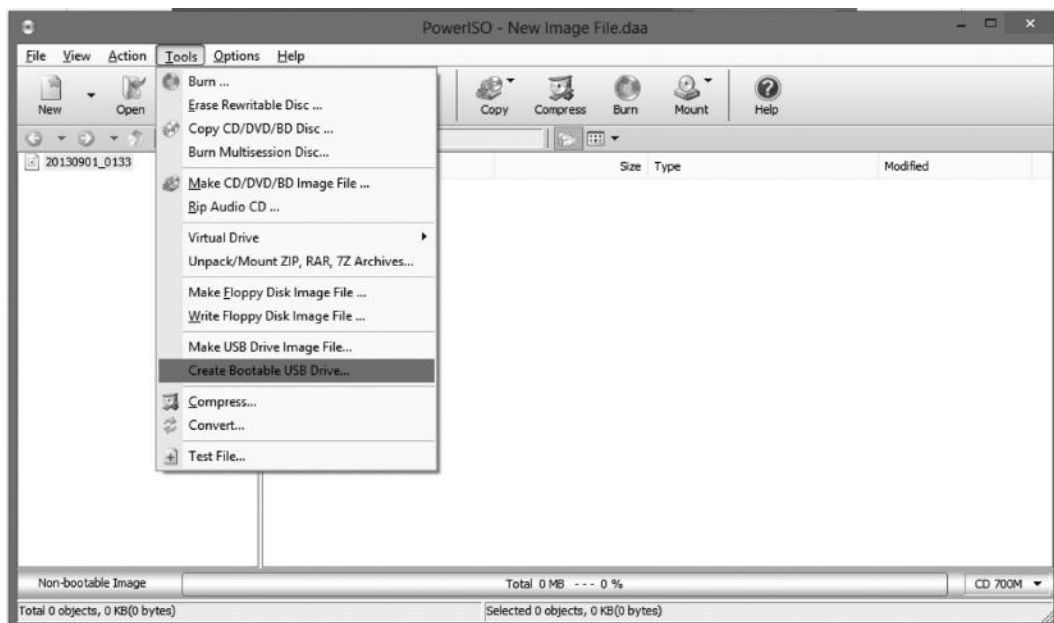 PowerISO - New Image File.daa
File View Action Tools Options Help
New Open Copy Compress Burn Mount Help
Burn ...
Erase Rewritable Disc ...
Copy CD/DVD/BD Disc ...
Burn Multisession Disc...
Make CD/DVD/BD Image File ...
Rip Audio CD ...
Virtual Drive
Unpack/Mount ZIP, RAR, 7Z Archives...
Make Floppy Disk Image File ...
Write Floppy Disk Image File ...
Make USB Drive Image File...
Create Bootable USB Drive...
Compress...
Convert...
Test File...
20130901_0133
Size Type Modified
Non-bootable Image Total 0 MB --- 0 % CD 700M
Total 0 objects, 0 KB(0 bytes) Selected 0 objects, 0 KB(0 bytes)